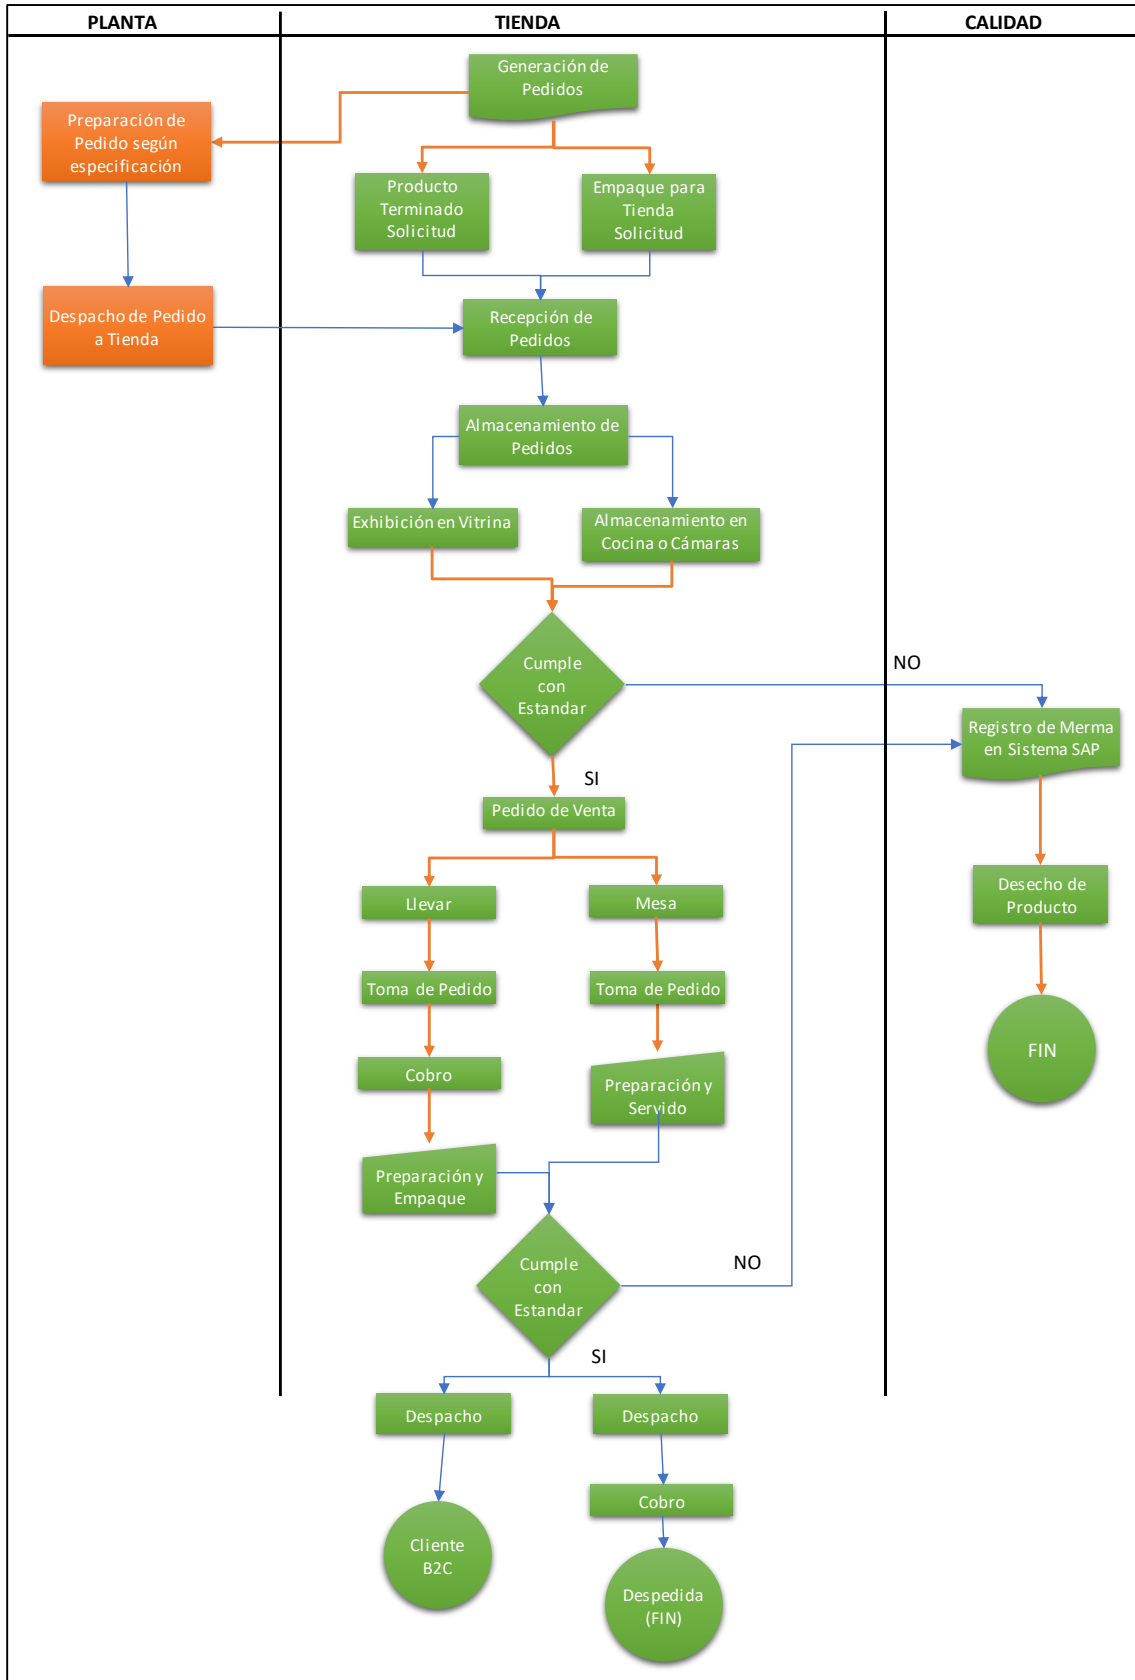 PLANTA
TIENDA
CALIDAD
Generación de
Pedidos
Preparación de
Pedido según
especificación
Producto
Terminado
Solicitud
Empaque para
Tienda
Solicitud
Despacho de Pedido
a Tienda
Recepción de
Pedidos
Almacenamiento de
Pedidos
Exhibición en Vitrina
Almacenamiento en
Cocina o Cámaras
Cumple
con
Estandar
NO
Registro de Merma
en Sistema SAP
SI
Pedido de Venta
Llevar
Mesa
Desecho de
Producto
Toma de Pedido
Toma de Pedido
FIN
Cobro
Preparación y
Servido
Preparación y
Empaque
Cumple
con
Estandar
NO
SI
Despacho
Despacho
Cobro
Cliente
B2C
Despedida
(FIN)